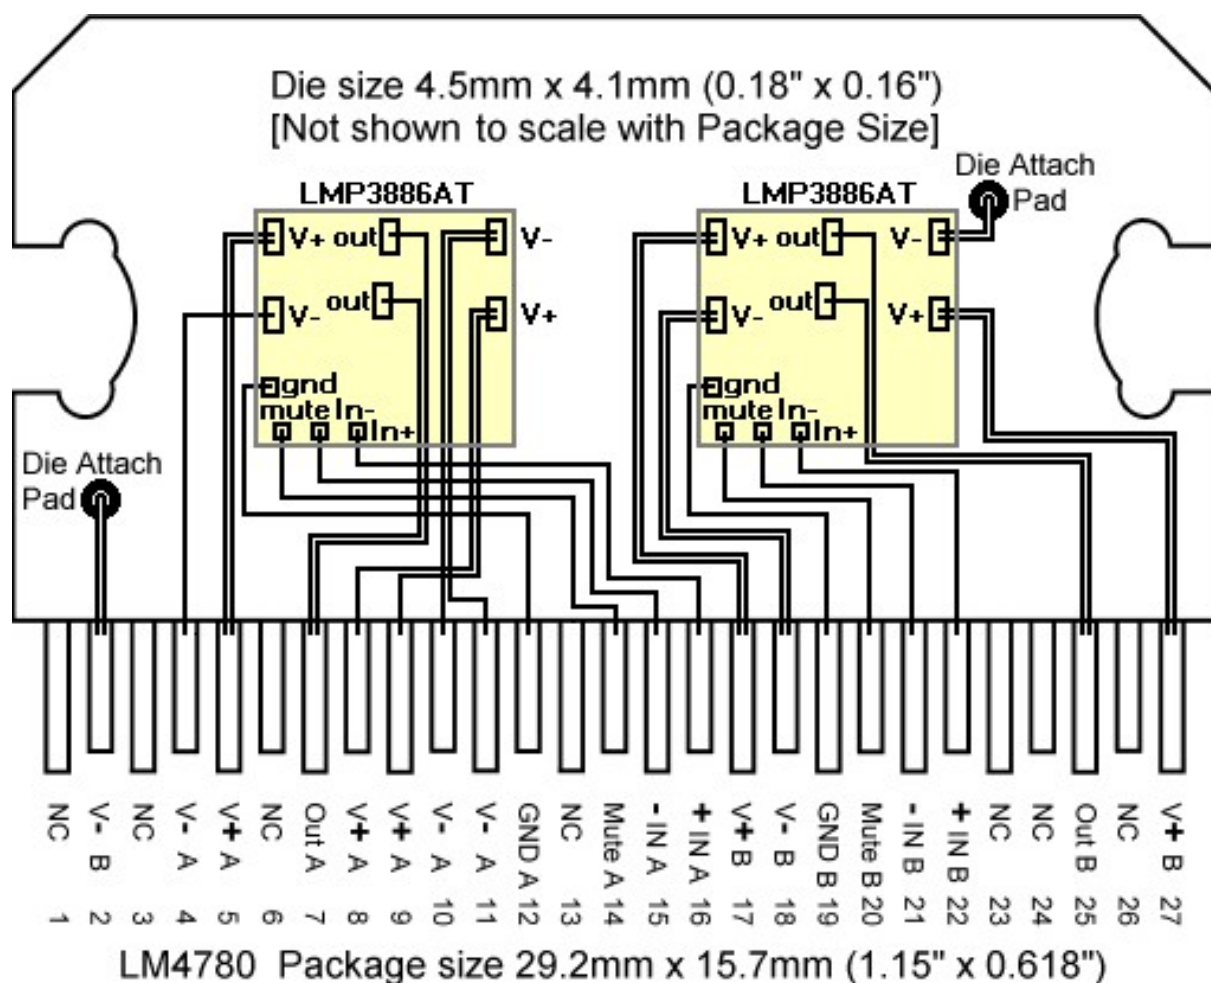 Die size 4.5mm x 4.1mm (0.18" x 0.16")
[Not shown to scale with Package Size]
Die Attach
Pad
LMP3886AT
V+ out
V-
V-
out
V+
gnd
mute In-
In+
LMP3886AT
V+ out
V-
V-
out
V+
gnd
mute In-
In+
Die Attach
Pad
NC 1
V- B 2
NC 3
V- A 4
V+ A 5
NC 6
Out A 7
V+ A 8
V+ A 9
V- A 10
V- A 11
GND A 12
NC 13
Mute A 14
- IN A 15
+ IN A 16
V+ B 17
V- B 18
GND B 19
Mute B 20
- IN B 21
+ IN B 22
NC 23
NC 24
Out B 25
NC 26
V+ B 27
LM4780 Package size 29.2mm x 15.7mm (1.15" x 0.618")